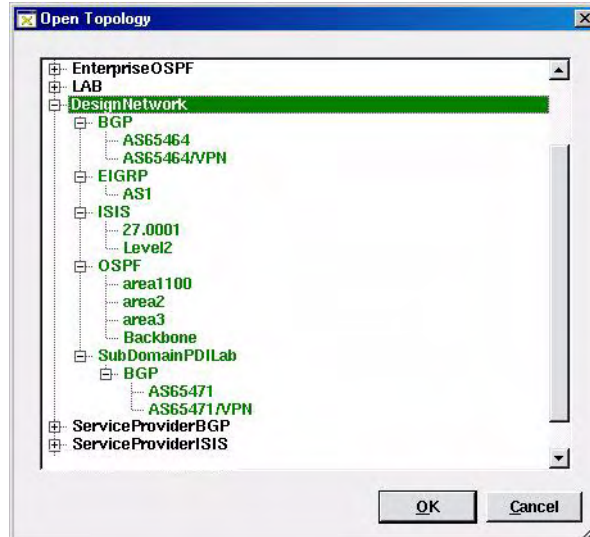 Open Topology
EnterpriseOSPF
LAB
DesignNetwork
BGP
AS65464
AS65464/VPN
EIGRP
AS1
ISIS
27.0001
Level2
OSPF
area1100
area2
area3
Backbone
SubDomainPDILab
BGP
AS65471
AS65471/VPN
ServiceProviderBGP
ServiceProviderISIS
OK Cancel